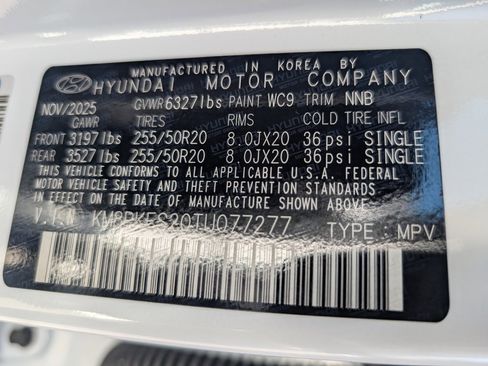 MANUFACTURED IN KOREA BY
HYUNDAI MOTOR COMPANY
NOV/2025 GVWR 6327lbs PAINT WC9 TRIM NNB
GAWR TIRES RIMS COLD TIRE INFL
FRONT 3197lbs 255/50R20 8.0JX20 36psi SINGLE
REAR 3527lbs 255/50R20 8.0JX20 36psi SINGLE
THIS VEHICLE CONFORMS TO ALL APPLICABLE U.S.A. FEDERAL
MOTOR VEHICLE SAFETY BUMPER, AND THEFT PREVENTION STANDARDS
IN EFFECT ON THE DATE OF MANUFACTURE SHOWN ABOVE.
V.I.N TYPE: MPV